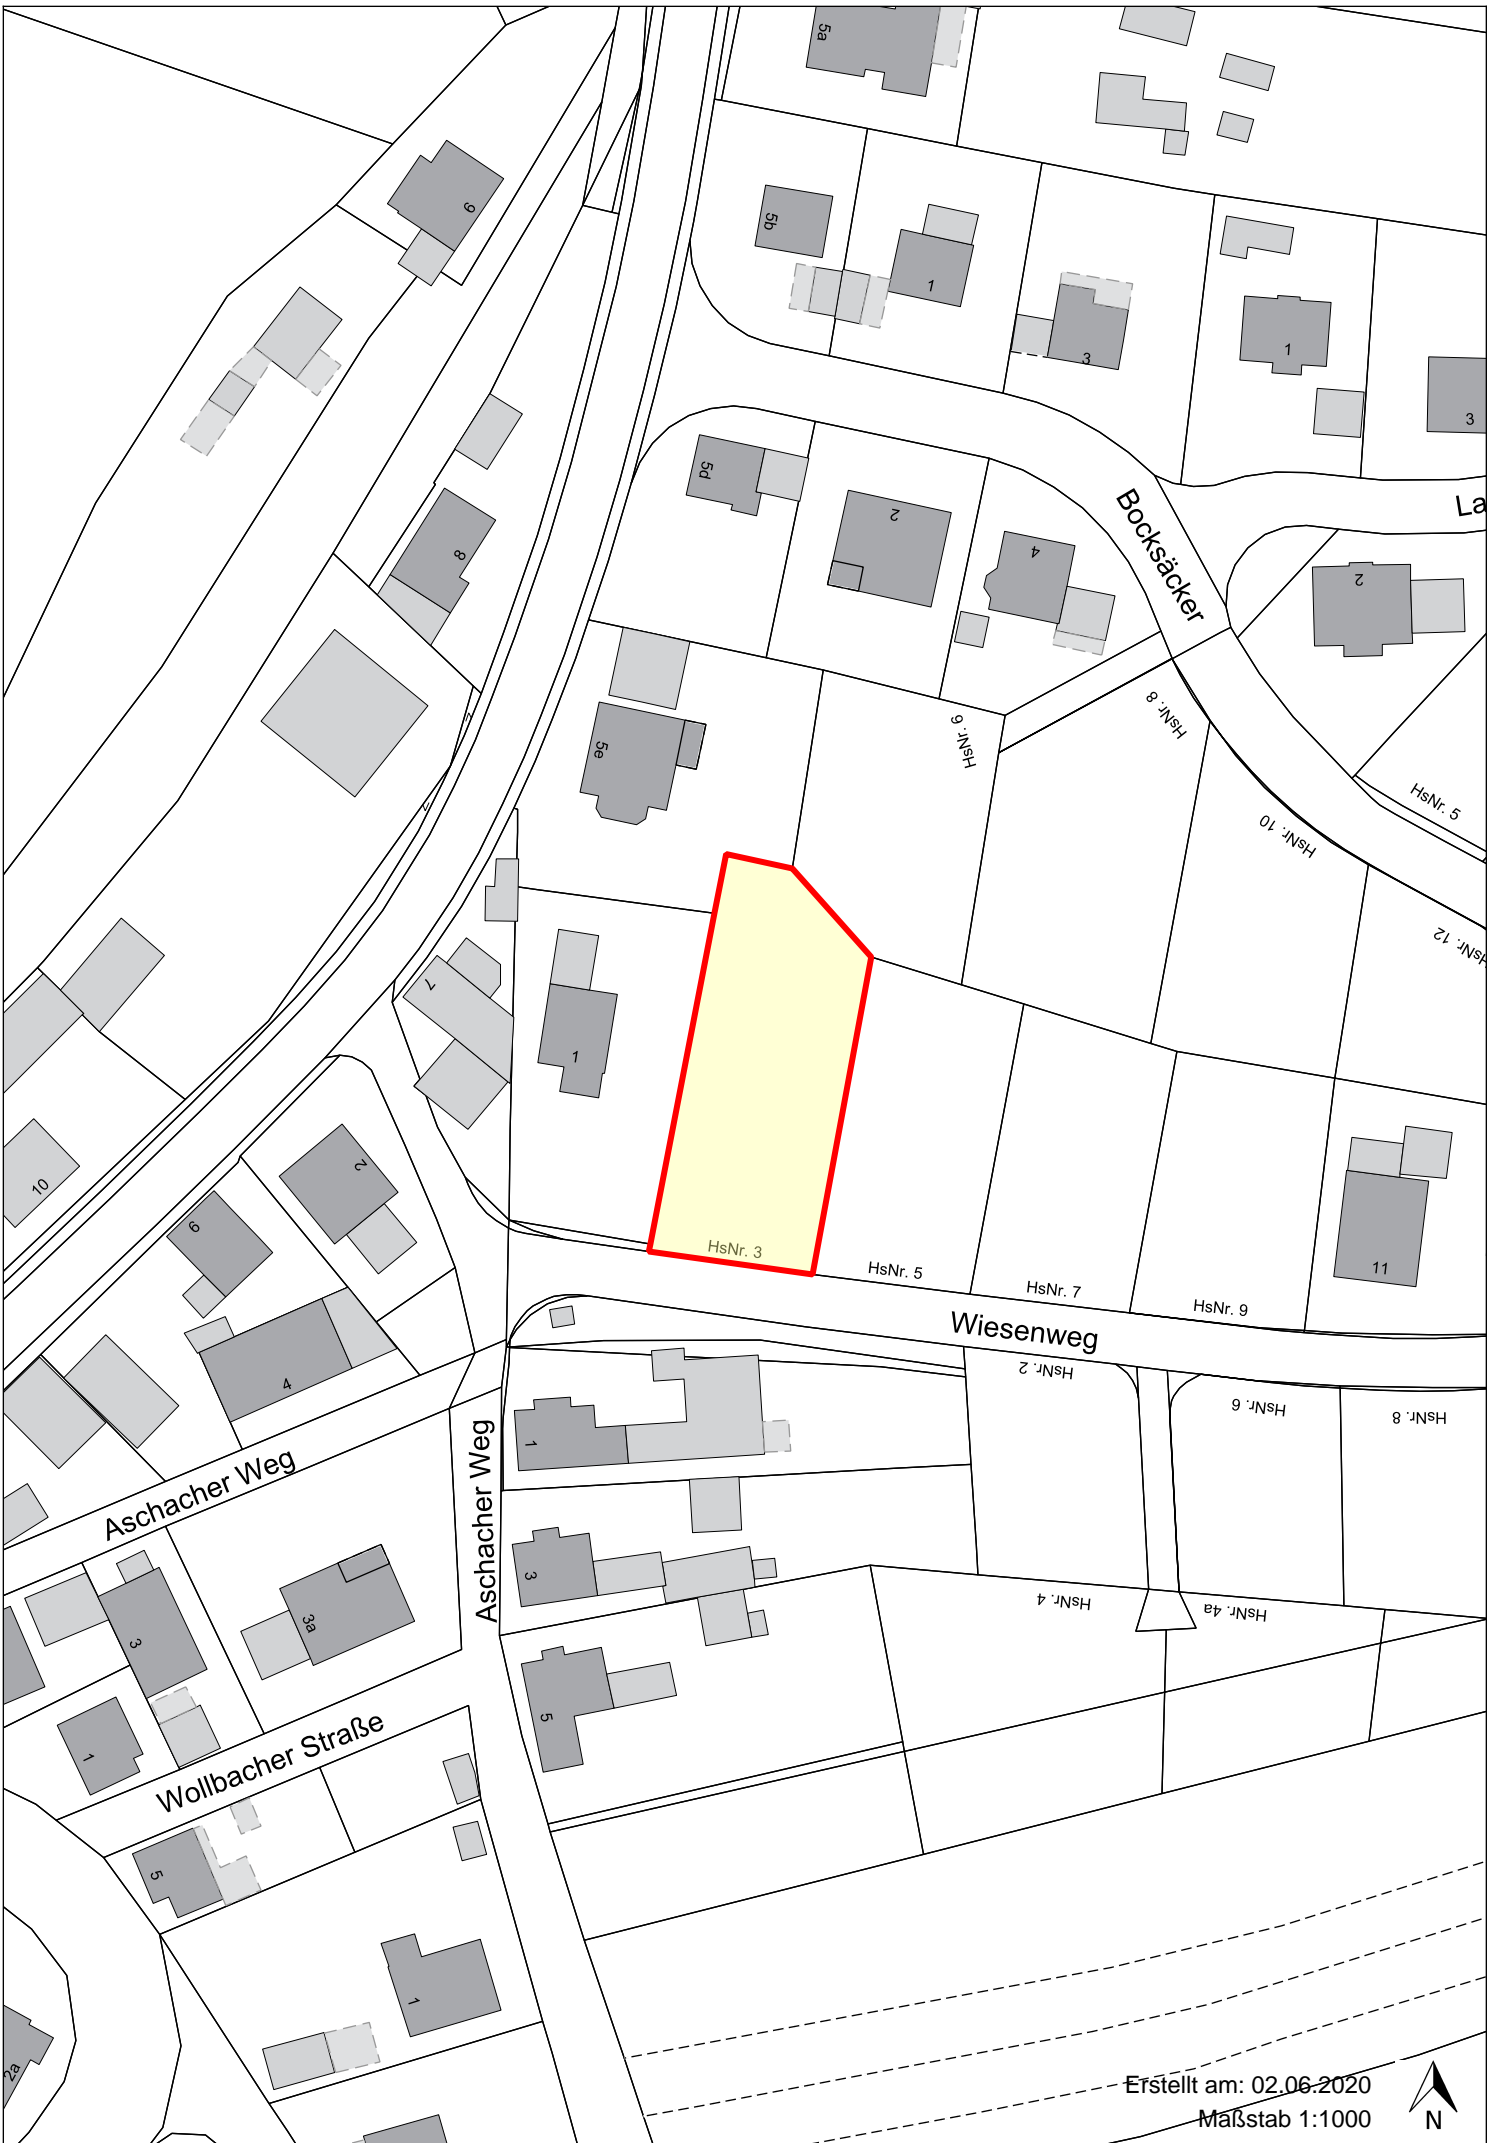 5a
9
5b
1
3
1
3
5d
2
4
Bocksäcker
La
2
8
5e
HsNr. 6
HsNr. 8
HsNr. 5
HsNr. 10
HsNr. 12
7
1
2
10
6
HsNr. 3
HsNr. 5
HsNr. 7
HsNr. 9
11
Wiesenweg
4
HsNr. 2
HsNr. 6
HsNr. 8
1
Aschacher Weg
Aschacher Weg
3
3a
3
HsNr. 4
HsNr. 4a
5
1
Wollbacher Straße
5
1
2a
Erstellt am: 02.06.2020
Maßstab 1:1000
N